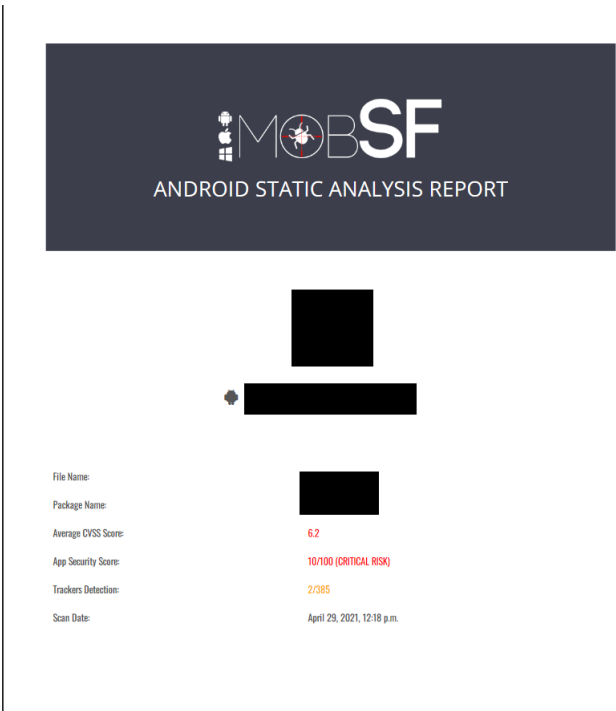 MOBSF
ANDROID STATIC ANALYSIS REPORT
File Name:
Package Name:
Average CVSS Score: 6.2
App Security Score: 10/100 (CRITICAL RISK)
Trackers Detection: 2/385
Scan Date: April 29, 2021, 12:18 p.m.